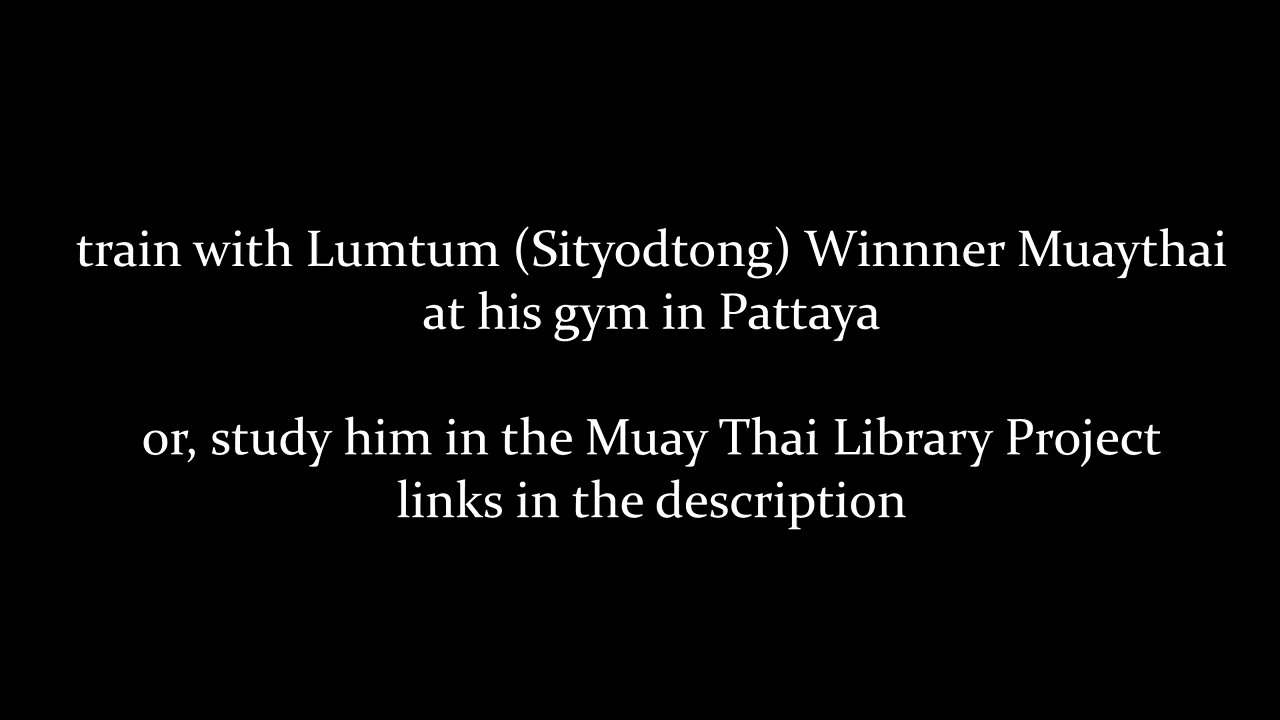 train with Lumtum (Sityodtong) Winnner Muaythai
at his gym in Pattaya
or, study him in the Muay Thai Library Project
links in the description